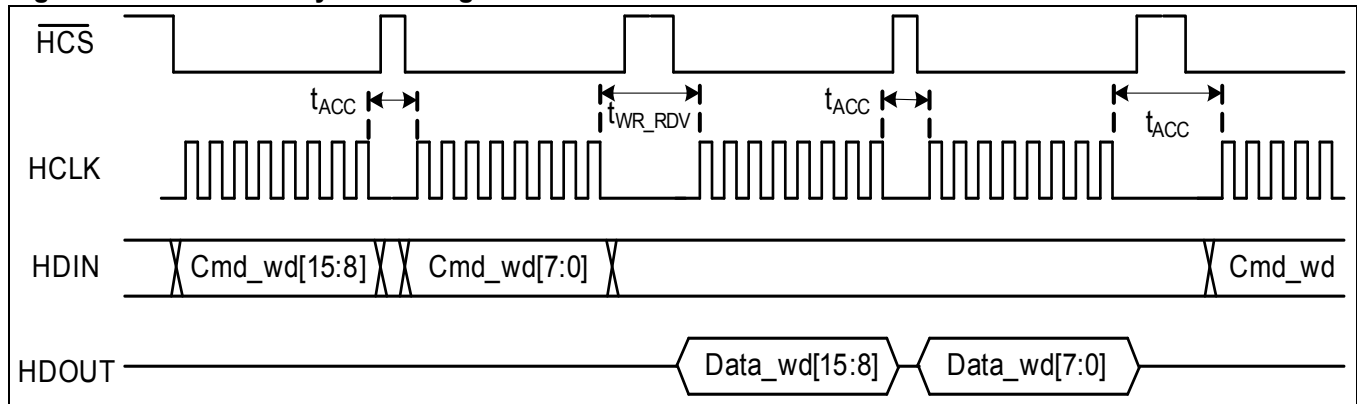 HCS
tACC
tWR_RDV
tACC
tACC
HCLK
HDIN
Cmd_wd[15:8]
Cmd_wd[7:0]
Cmd_wd
HDOUT
Data_wd[15:8]
Data_wd[7:0]